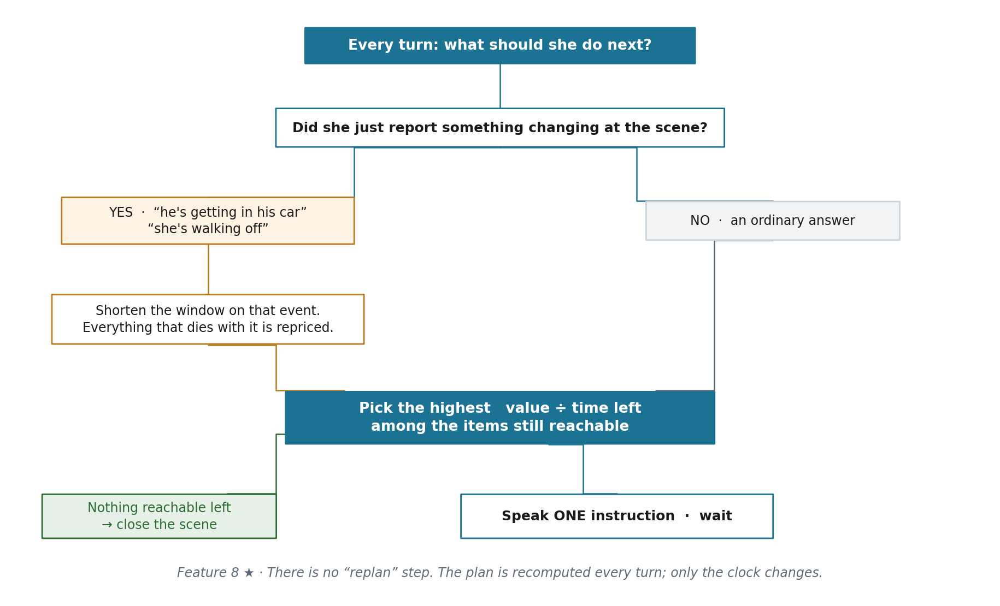 Every turn: what should she do next?
Did she just report something changing at the scene?
YES · “he's getting in his car”
“she's walking off”
NO · an ordinary answer
Shorten the window on that event.
Everything that dies with it is repriced.
Pick the highest value ÷ time left
among the items still reachable
Nothing reachable left
→ close the scene
Speak ONE instruction · wait
Feature 8 ★ · There is no “replan” step. The plan is recomputed every turn; only the clock changes.